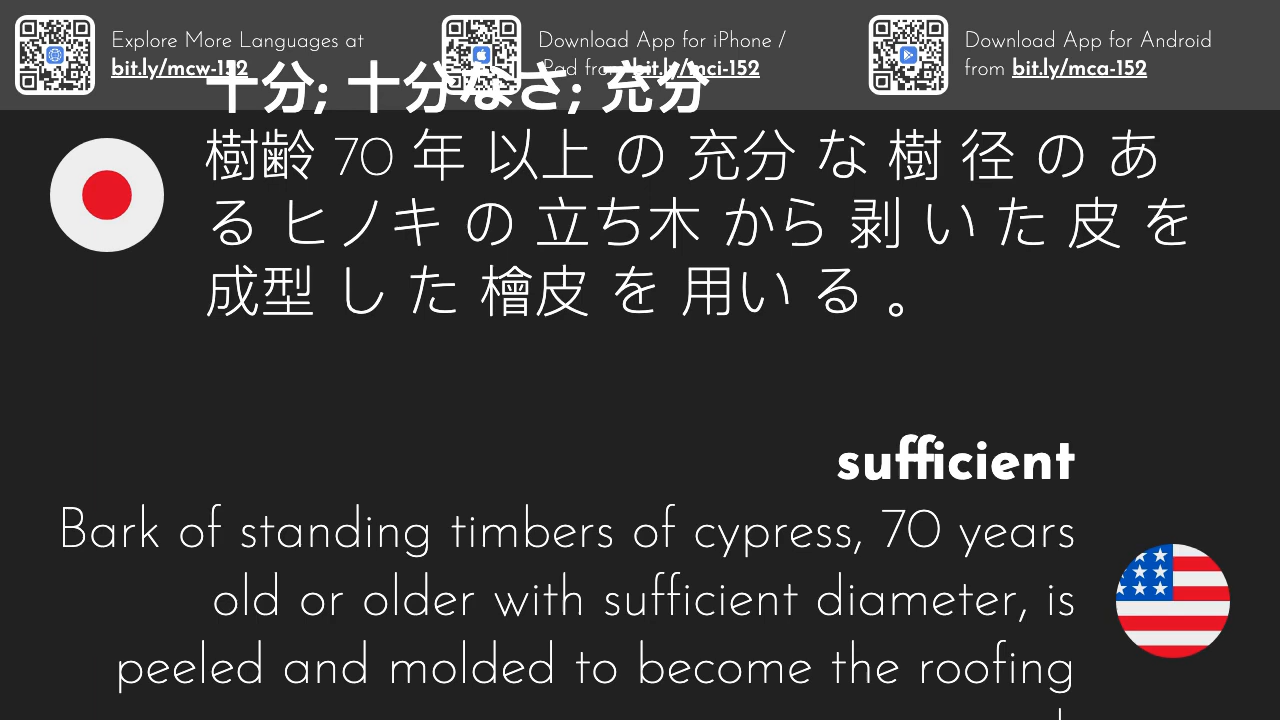 Explore More Languages at
bit.ly/mcw-152
Download App for iPhone /
iPad from bit.ly/mci-152
Download App for Android
from bit.ly/mca-152
十分; 十分なさ; 充分
樹齢 70 年 以上 の 充分 な 樹 径 の あ
る ヒノキ の 立ち木 から 剥 い た 皮 を
成型 し た 檜皮 を 用い る 。
sufficient
Bark of standing timbers of cypress, 70 years
old or older with sufficient diameter, is
peeled and molded to become the roofing